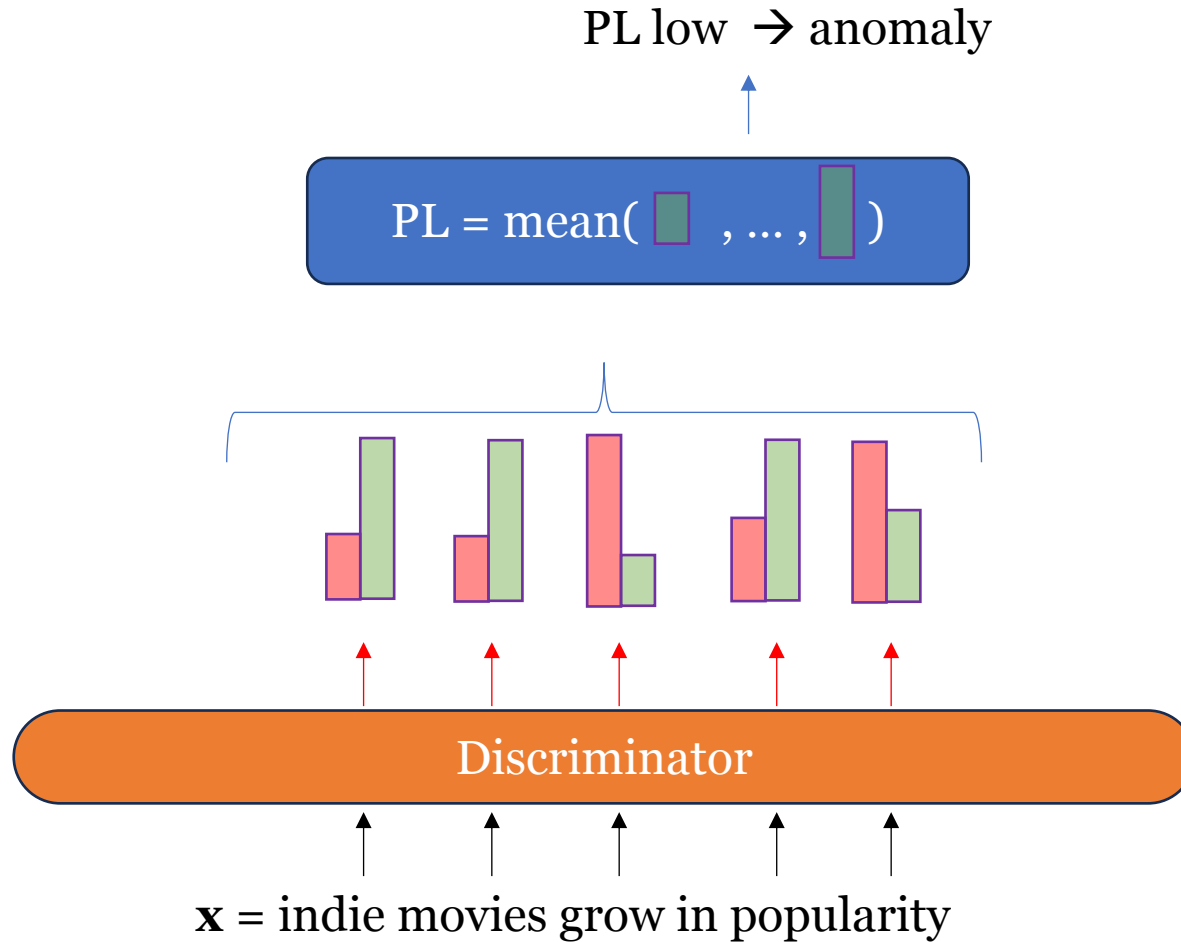 PL low → anomaly
PL = mean( , ... , )
Discriminator
x = indie movies grow in popularity